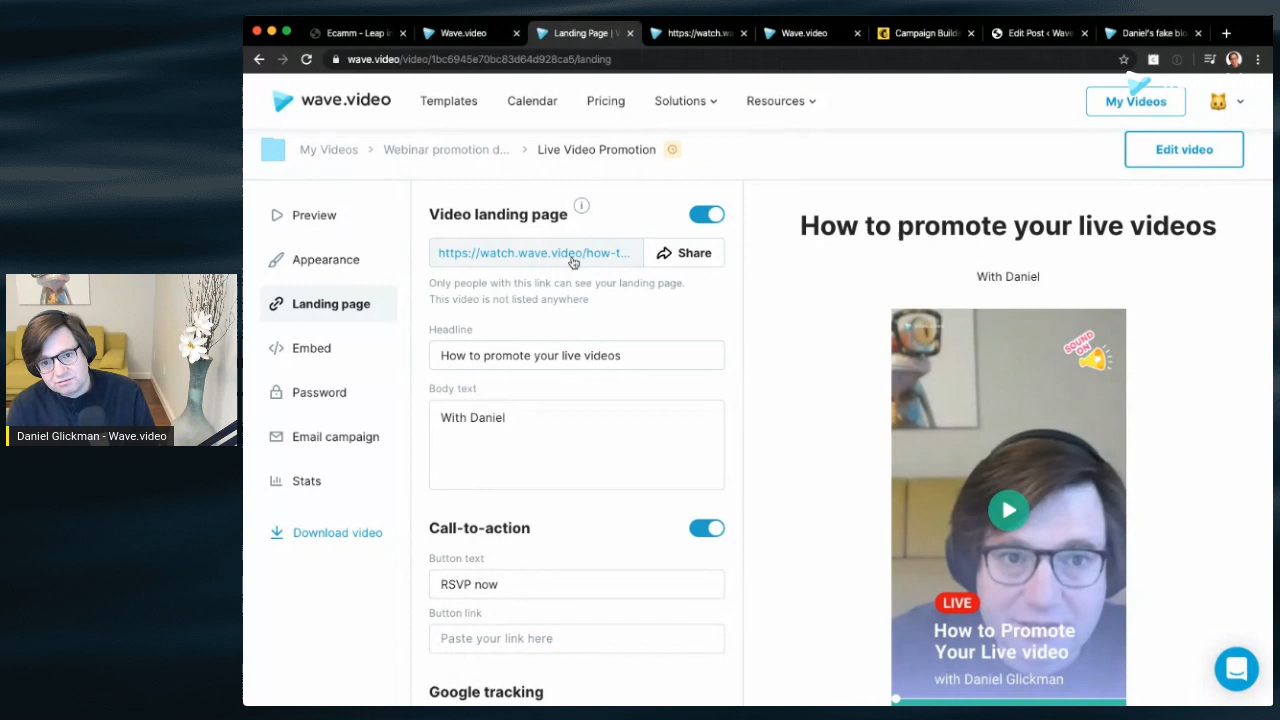 Ecamm - Leap in
Wave.video
Landing Page | V
https://watch.wa
Wave.video
Campaign Builde
Edit Post ‹ Wave
Daniel's fake blo
wave.video/video/1bc6945e70bc83d64d928ca5/landing
wave.video
Templates
Calendar
Pricing
Solutions
Resources
My Videos
My Videos > Webinar promotion d... > Live Video Promotion
Edit video
Preview
Appearance
Landing page
Embed
Password
Email campaign
Stats
Download video
Video landing page
https://watch.wave.video/how-t...
Share
Only people with this link can see your landing page.
This video is not listed anywhere
Headline
How to promote your live videos
Body text
With Daniel
Call-to-action
Button text
RSVP now
Button link
Paste your link here
Google tracking
How to promote your live videos
With Daniel
SOUND
ON
LIVE
How to Promote
Your Live video
with Daniel Glickman
Daniel Glickman - Wave.video